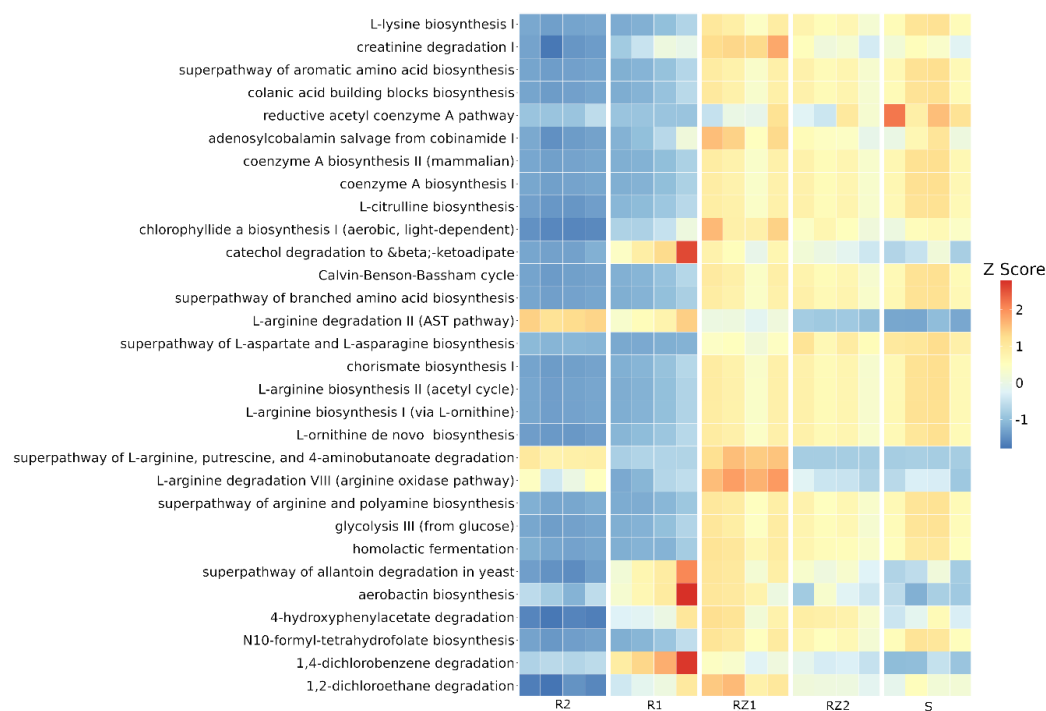 L-lysine biosynthesis I
creatinine degradation I
superpathway of aromatic amino acid biosynthesis
colanic acid building blocks biosynthesis
reductive acetyl coenzyme A pathway
adenosylcobalamin salvage from cobinamide I
coenzyme A biosynthesis II (mammalian)
coenzyme A biosynthesis I
L-citrulline biosynthesis
chlorophyllide a biosynthesis I (aerobic, light-dependent)
catechol degradation to &beta;-ketoadipate
Calvin-Benson-Bassham cycle
superpathway of branched amino acid biosynthesis
L-arginine degradation II (AST pathway)
superpathway of L-aspartate and L-asparagine biosynthesis
chorismate biosynthesis I
L-arginine biosynthesis II (acetyl cycle)
L-arginine biosynthesis I (via L-ornithine)
L-ornithine de novo  biosynthesis
superpathway of L-arginine, putrescine, and 4-aminobutanoate degradation
L-arginine degradation VIII (arginine oxidase pathway)
superpathway of arginine and polyamine biosynthesis
glycolysis III (from glucose)
homolactic fermentation
superpathway of allantoin degradation in yeast
aerobactin biosynthesis
4-hydroxyphenylacetate degradation
N10-formyl-tetrahydrofolate biosynthesis
1,4-dichlorobenzene degradation
1,2-dichloroethane degradation
R2 R1 RZ1 RZ2 S
Z Score
2
1
0
-1